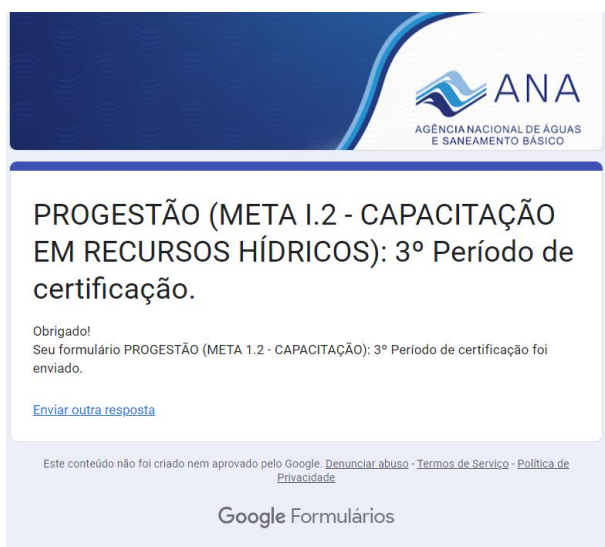 ANA
AGÊNCIA NACIONAL DE ÁGUAS
E SANEAMENTO BÁSICO
PROGESTÃO (META I.2 - CAPACITAÇÃO
EM RECURSOS HÍDRICOS): 3º Período de
certificação.
Obrigado!
Seu formulário PROGESTÃO (META 1.2 - CAPACITAÇÃO): 3º Período de certificação foi
enviado.
Enviar outra resposta
Este conteúdo não foi criado nem aprovado pelo Google. Denunciar abuso - Termos de Serviço - Política de
Privacidade
Google Formulários